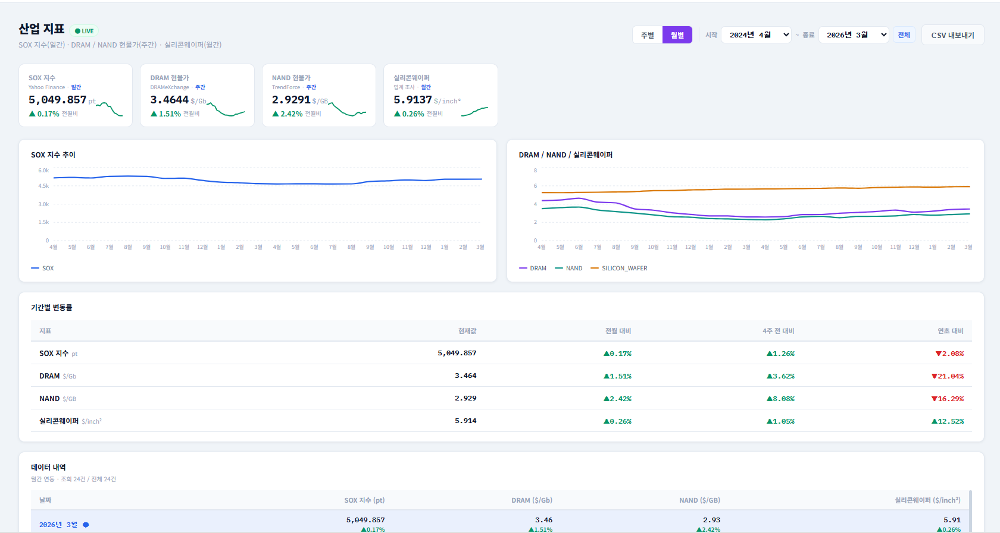 산업 지표 ● LIVE
SOX 지수(일간) · DRAM / NAND 현물가(주간) · 실리콘웨이퍼(월간)
주별 월별 시작 2024년 4월 ~ 종료 2026년 3월 전체 CSV 내보내기
SOX 지수
Yahoo Finance · 일간
5,049.857 pt
▲ 0.17% 전월비
DRAM 현물가
DRAMeXchange · 주간
3.4644 $/Gb
▲ 1.51% 전월비
NAND 현물가
TrendForce · 주간
2.9291 $/GB
▲ 2.42% 전월비
실리콘웨이퍼
업계 조사 · 월간
5.9137 $/inch²
▲ 0.26% 전월비
SOX 지수 추이
6.0k
4.5k
3.0k
1.5k
0
4월 5월 6월 7월 8월 9월 10월 11월 12월 1월 2월 3월 4월 5월 6월 7월 8월 9월 10월 11월 12월 1월 2월 3월
SOX
DRAM / NAND / 실리콘웨이퍼
8
6
4
2
0
4월 5월 6월 7월 8월 9월 10월 11월 12월 1월 2월 3월 4월 5월 6월 7월 8월 9월 10월 11월 12월 1월 2월 3월
DRAM NAND SILICON_WAFER
기간별 변동률
지표 현재값 전월 대비 4주 전 대비 연초 대비
SOX 지수 pt 5,049.857 ▲0.17% ▲1.26% ▼2.08%
DRAM $/Gb 3.464 ▲1.51% ▲3.62% ▼21.04%
NAND $/GB 2.929 ▲2.42% ▲8.08% ▼16.29%
실리콘웨이퍼 $/inch² 5.914 ▲0.26% ▲1.05% ▲12.52%
데이터 내역
월간 연동 · 조회 24건 / 전체 24건
날짜 SOX 지수 (pt) DRAM ($/Gb) NAND ($/GB) 실리콘웨이퍼 ($/inch²)
2026년 3월 5,049.857 3.46 2.93 5.91
▲0.17% ▲1.51% ▲2.42% ▲0.26%